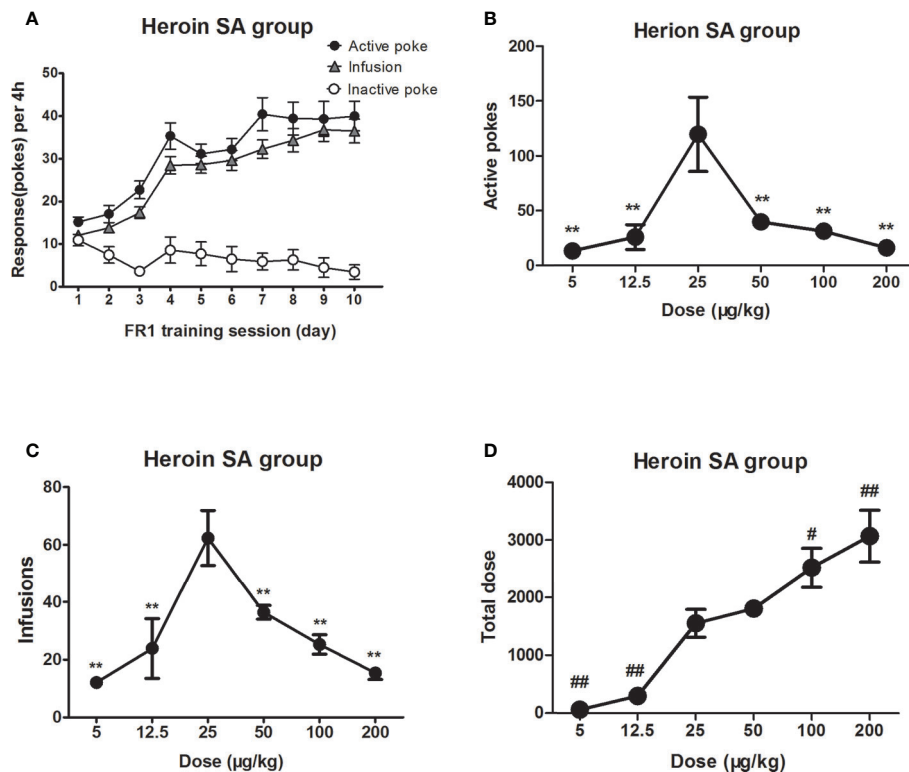 A
Heroin SA group
Active poke
Infusion
Inactive poke
Response(pokes) per 4h
50
40
30
20
10
0
1 2 3 4 5 6 7 8 9 10
FR1 training session (day)
B
Herion SA group
Active pokes
200
150
100
50
0
** ** ** ** **
5 12.5 25 50 100 200
Dose (µg/kg)
C
Heroin SA group
Infusions
80
60
40
20
0
** ** ** ** **
5 12.5 25 50 100 200
Dose (µg/kg)
D
Heroin SA group
Total dose
4000
3000
2000
1000
0
## ## # ##
5 12.5 25 50 100 200
Dose (µg/kg)